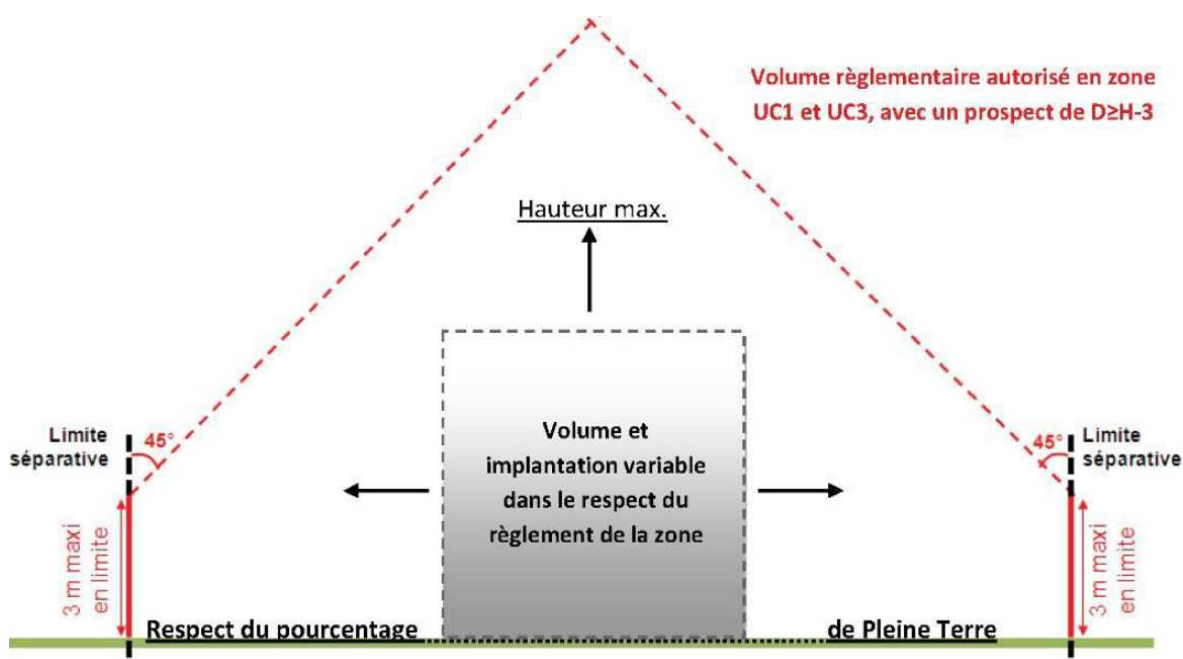 Volume règlementaire autorisé en zone
UC1 et UC3, avec un prospect de D≥H-3
Hauteur max.
Limite
séparative
45°
45°
Limite
séparative
Volume et
implantation variable
dans le respect du
règlement de la zone
3 m maxi
en limite
3 m maxi
en limite
Respect du pourcentage
de Pleine Terre